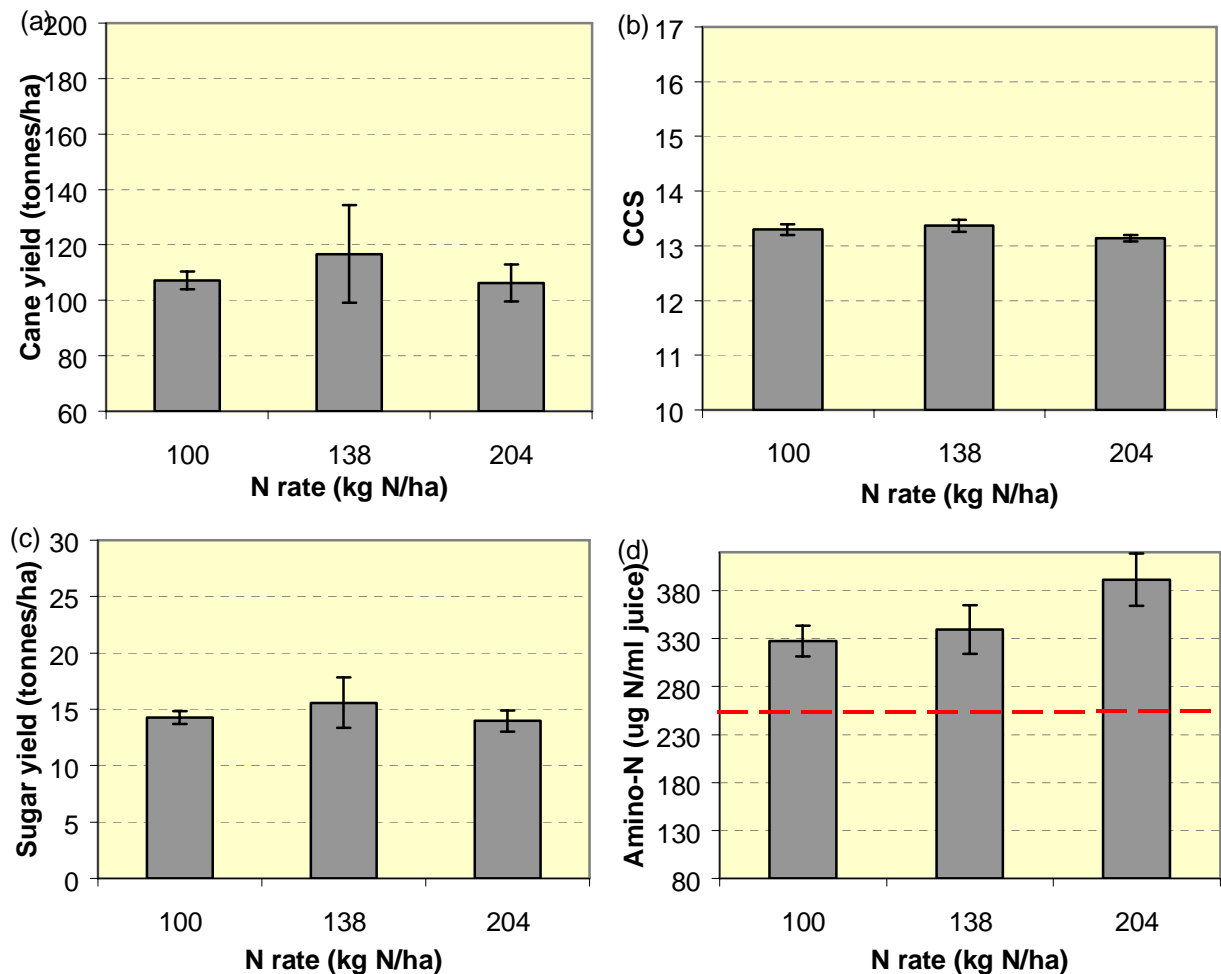 (a)
Cane yield (tonnes/ha)
200
180
160
140
120
100
80
60
100 138 204
N rate (kg N/ha)
(b)
CCS
17
16
15
14
13
12
11
10
100 138 204
N rate (kg N/ha)
(c)
Sugar yield (tonnes/ha)
30
25
20
15
10
5
0
100 138 204
N rate (kg N/ha)
(d)
Amino-N (ug N/ml juice)
380
330
280
230
180
130
80
100 138 204
N rate (kg N/ha)